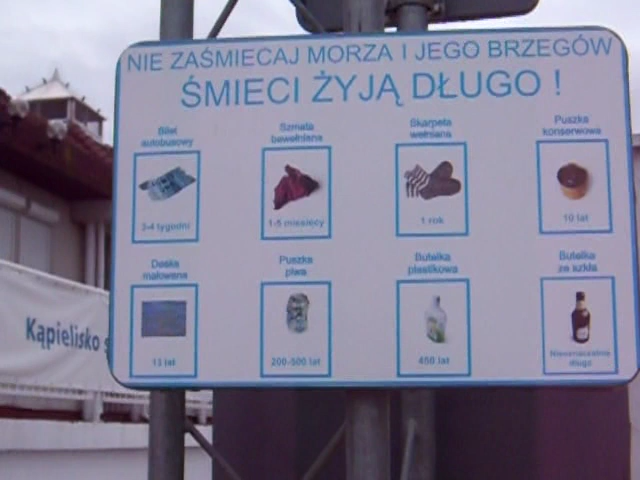 NIE ZAŚMIECAJ MORZA I JEGO BRZEGÓW
ŚMIECI ŻYJĄ DŁUGO !
Bilet
autobusowy
2-4 tygodni
Szmata
bawełniana
1-5 miesięcy
Skarpeta
wełniana
1 rok
Puszka
konserwowa
10 lat
Deska
malowana
13 lat
Puszka
piwa
200-500 lat
Butelka
plastikowa
450 lat
Butelka
ze szkła
Nieoznaczalnie
długo
Kąpielisko